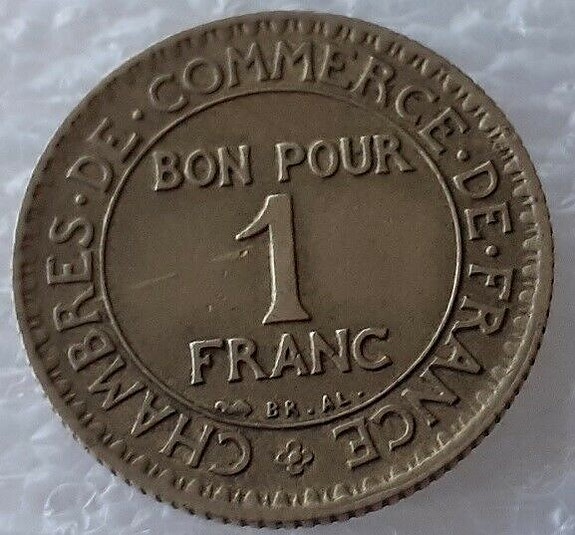 CHAMBRES·DE·COMMERCE·DE·FRANCE
BON POUR
1
FRANC
BR.AL.